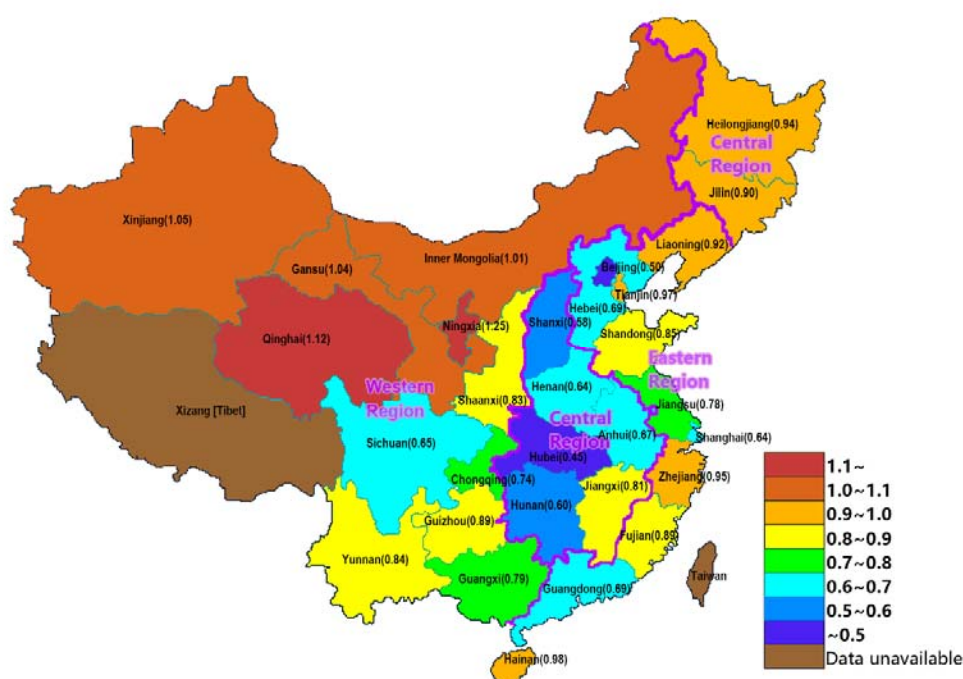 Heilongjiang(0.94)
Central
Region
Jilin(0.90)
Liaoning(0.92)
Xinjiang(1.05)
Gansu(1.04)
Inner Mongolia(1.01)
Beijing(0.50)
Tianjin(0.97)
Hebei(0.69)
Qinghai(1.12)
Ningxia(1.25)
Shanxi(0.58)
Shandong(0.85)
Eastern
Region
Western
Region
Shaanxi(0.83)
Henan(0.64)
Jiangsu(0.78)
Xizang [Tibet]
Sichuan(0.65)
Central
Region
Anhui(0.67)
Shanghai(0.64)
Hubei(0.45)
Chongqing(0.74)
Zhejiang(0.95)
Jiangxi(0.81)
Hunan(0.60)
Guizhou(0.89)
Fujian(0.89)
Yunnan(0.84)
Guangxi(0.79)
Guangdong(0.69)
Taiwan
Hainan(0.98)
1.1~
1.0~1.1
0.9~1.0
0.8~0.9
0.7~0.8
0.6~0.7
0.5~0.6
~0.5
Data unavailable